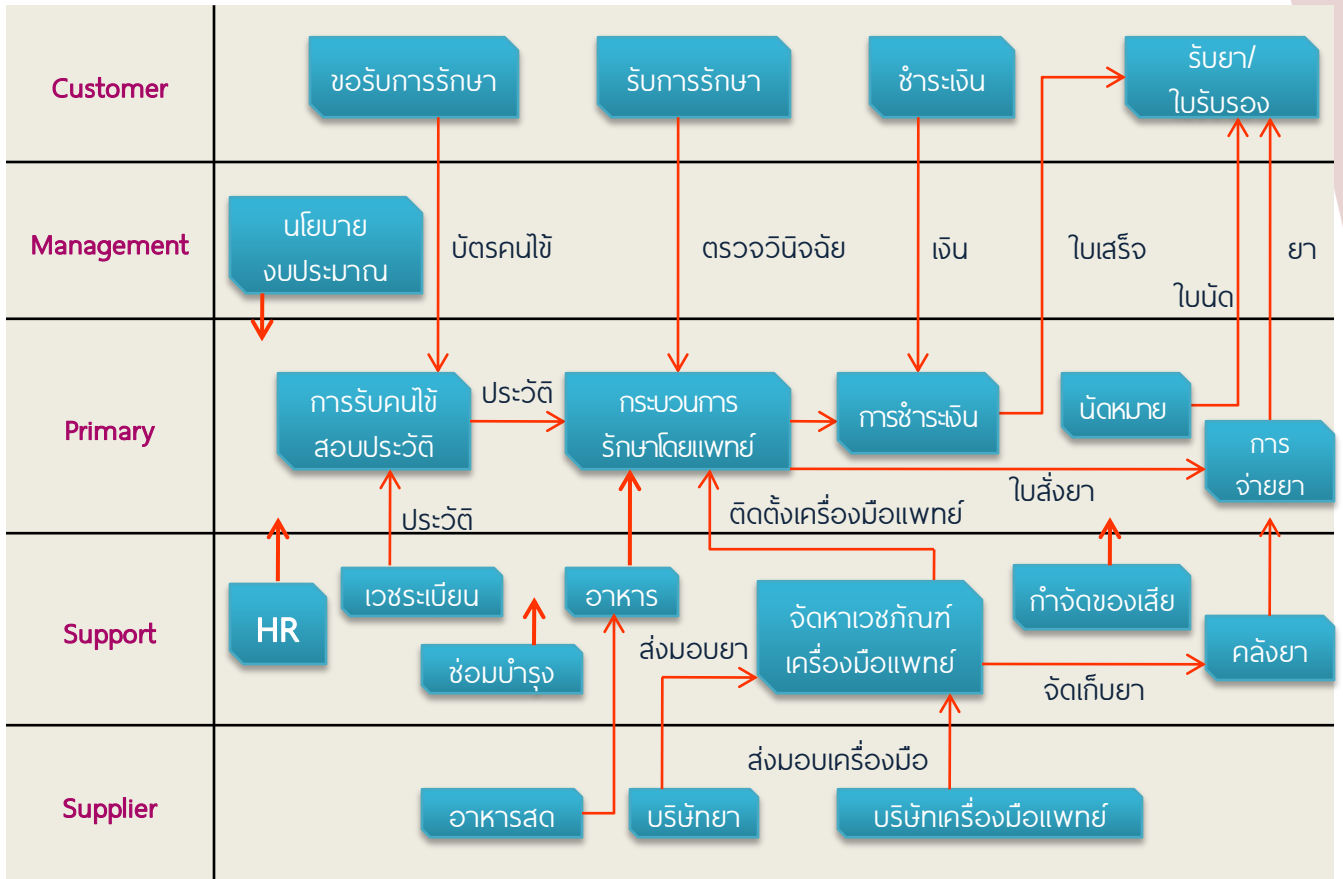 Customer
ขอรับการรักษา
รับการรักษา
ชำระเงิน
รับยา/
ใบรับรอง
Management
นโยบาย
งบประมาณ
บัตรคนไข้
ตรวจวินิจฉัย
เงิน
ใบเสร็จ
ใบนัด
ยา
Primary
การรับคนไข้
สอบประวัติ
ประวัติ
กระบวนการ
รักษาโดยแพทย์
การชำระเงิน
นัดหมาย
การ
จ่ายยา
ใบสั่งยา
ประวัติ
ติดตั้งเครื่องมือแพทย์
Support
HR
เวชระเบียน
ซ่อมบำรุง
อาหาร
ส่งมอบยา
จัดหาเวชภัณฑ์
เครื่องมือแพทย์
กำจัดของเสีย
คลังยา
จัดเก็บยา
Supplier
ส่งมอบเครื่องมือ
อาหารสด
บริษัทยา
บริษัทเครื่องมือแพทย์